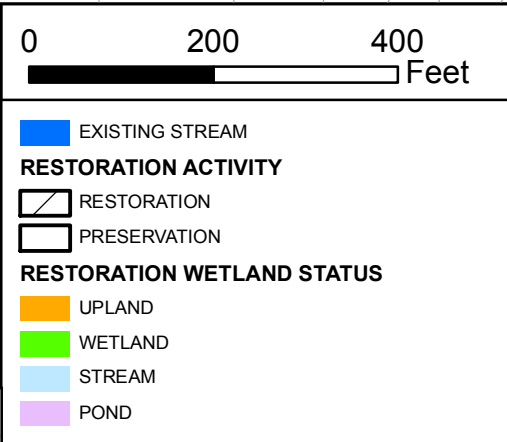 0 200 400
Feet
EXISTING STREAM
RESTORATION ACTIVITY
RESTORATION
PRESERVATION
RESTORATION WETLAND STATUS
UPLAND
WETLAND
STREAM
POND